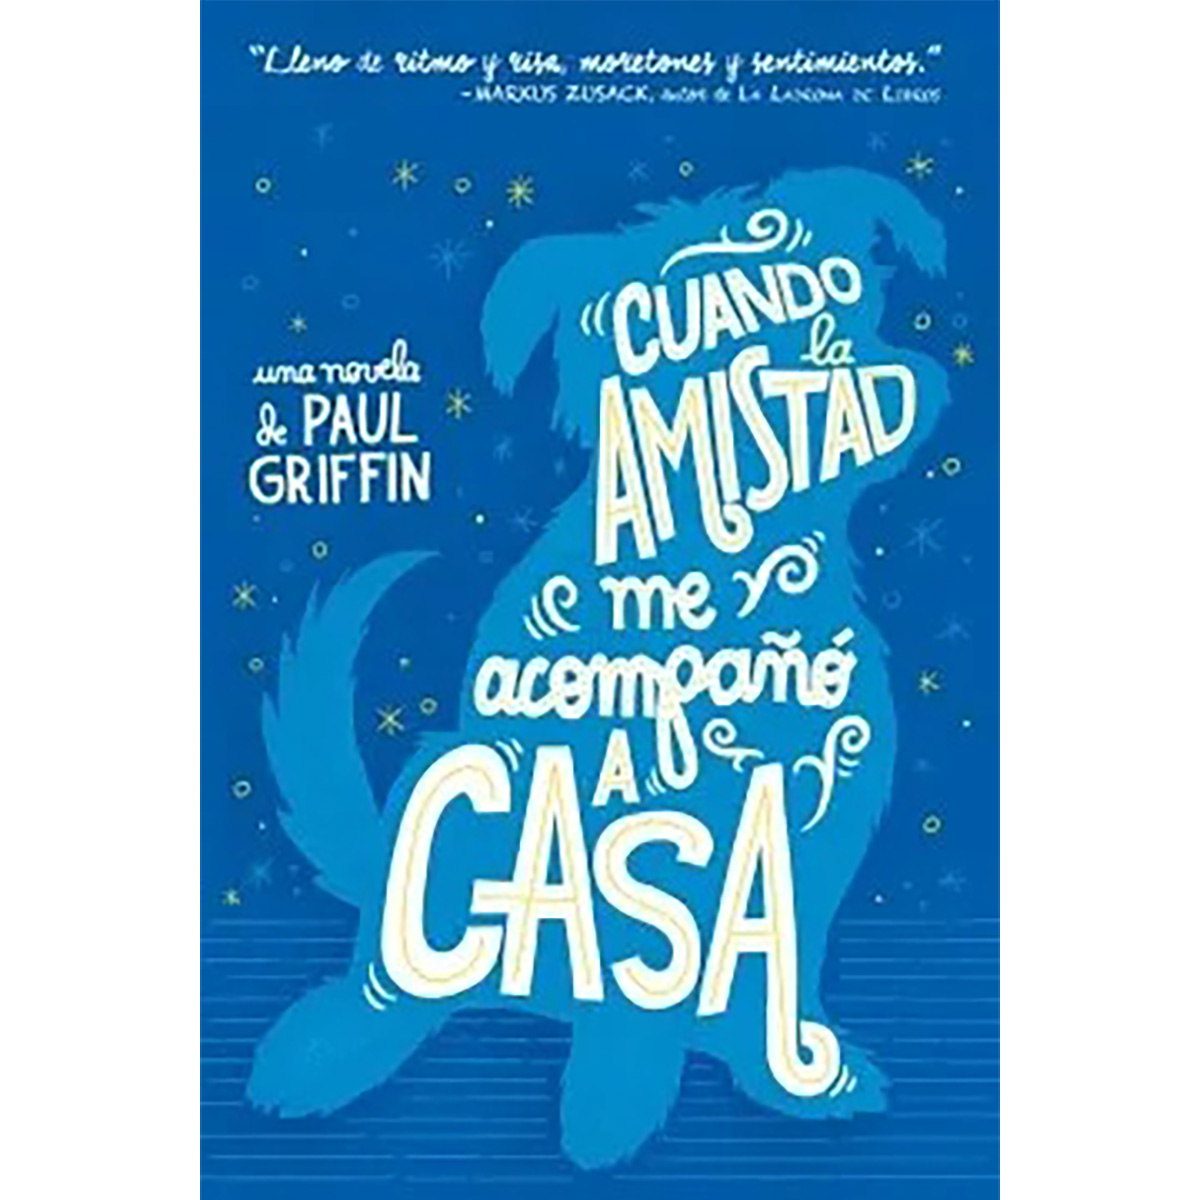 "Lleno de ritmo y risa, moretones y sentimientos."
-MARKUS ZUSACK, autor de LA LADRONA DE LIBROS
CUANDO
la
AMISTAD
me
acompañó
A
CASA
una novela
de PAUL
GRIFFIN